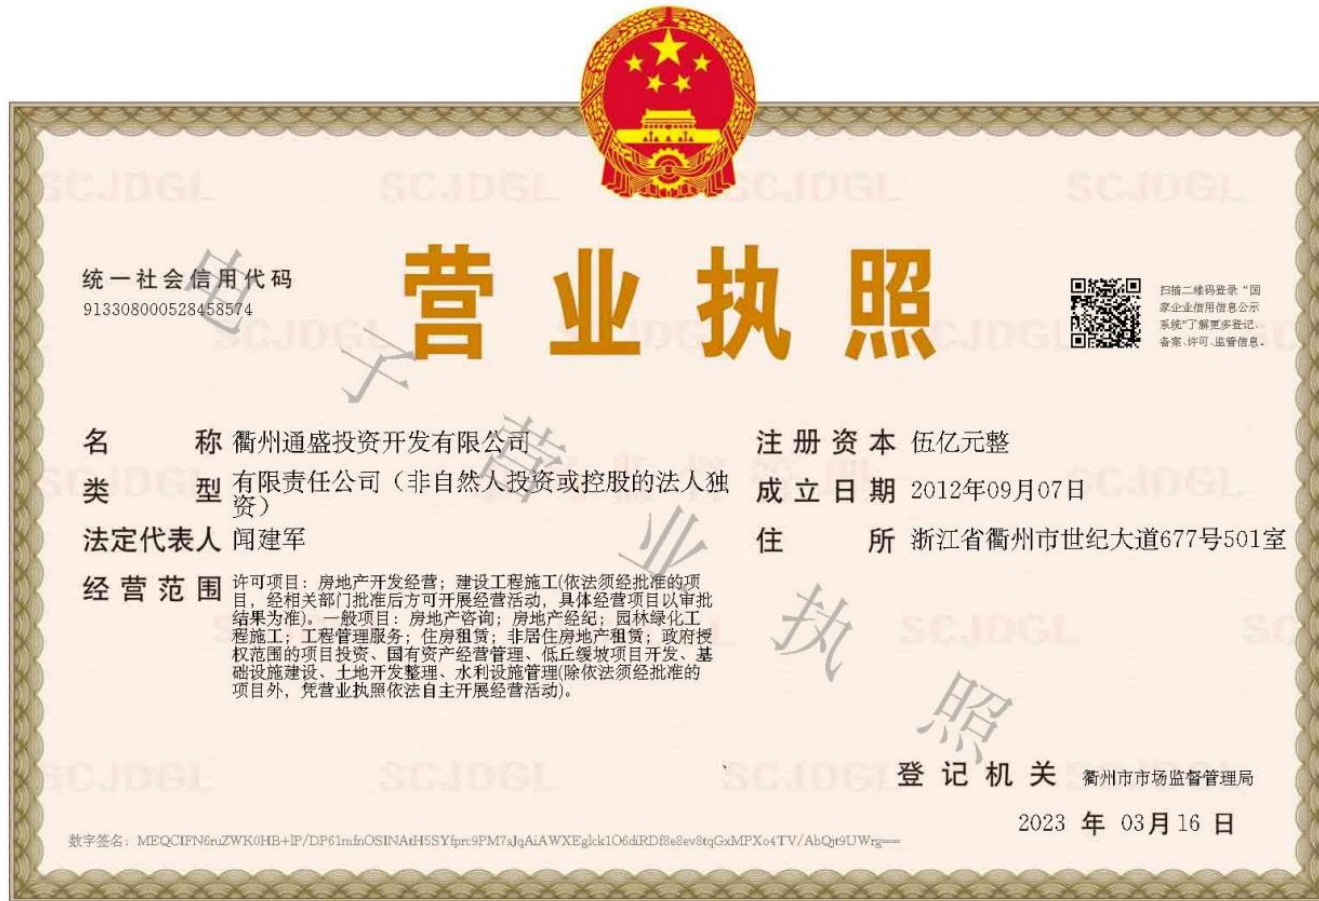 营业执照
统一社会信用代码
913308000528458574
扫描二维码登录“国
家企业信用信息公示
系统”了解更多登记、
备案、许可、监管信息。
名称 衢州通盛投资开发有限公司
类型 有限责任公司（非自然人投资或控股的法人独
资）
法定代表人 闻建军
经营范围 许可项目：房地产开发经营；建设工程施工(依法须经批准的项
目，经相关部门批准后方可开展经营活动，具体经营项目以审批
结果为准)。一般项目：房地产咨询；房地产经纪；园林绿化工
程施工；工程管理服务；住房租赁；非居住房地产租赁；政府授
权范围的项目投资、国有资产经营管理、低丘缓坡项目开发、基
础设施建设、土地开发整理、水利设施管理(除依法须经批准的
项目外，凭营业执照依法自主开展经营活动)。
注册资本 伍亿元整
成立日期 2012年09月07日
住所 浙江省衢州市世纪大道677号501室
电子营业执照
登记机关 衢州市市场监督管理局
2023 年 03月16 日
数字签名：
SCJDGL